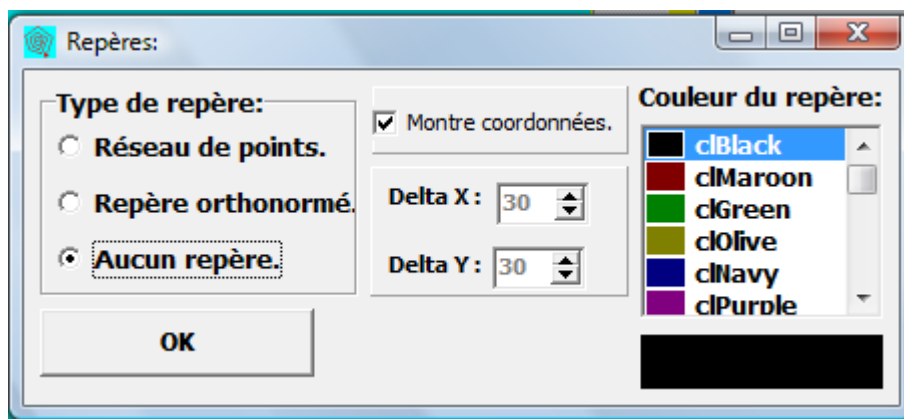 Repères:
Type de repère:
Réseau de points.
Repère orthonormé.
Aucun repère.
OK
Montre coordonnées.
Delta X : 30
Delta Y : 30
Couleur du repère:
clBlack
clMaroon
clGreen
clOlive
clNavy
clPurple